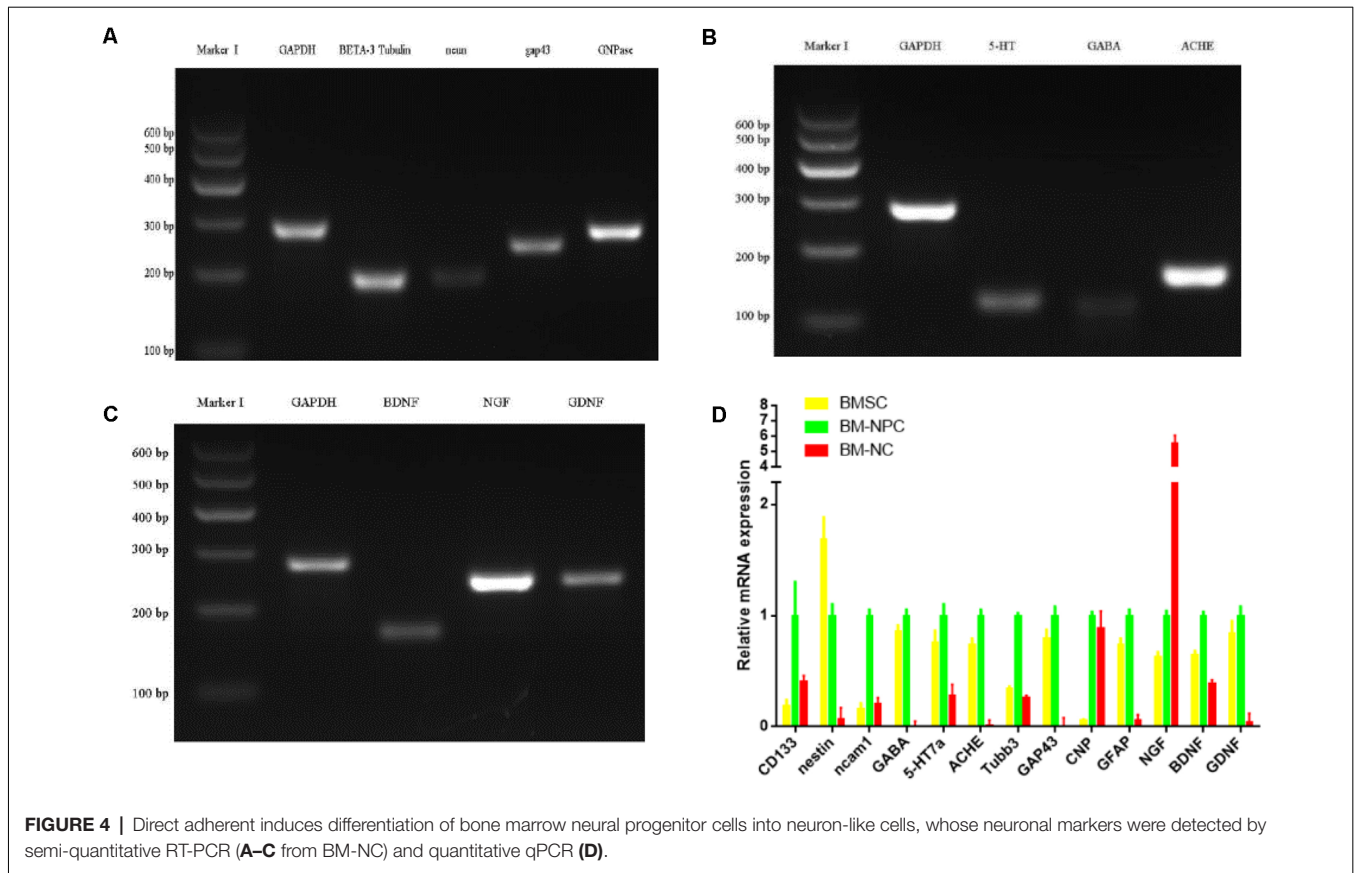 A
Marker I GAPDH BETA-3 Tubulin neun gap43 GNPase
600 bp
500 bp
400 bp
300 bp
200 bp
100 bp
B
Marker I GAPDH 5-HT GABA ACHE
600 bp
500 bp
400 bp
300 bp
200 bp
100 bp
C
Marker I GAPDH BDNF NGF GDNF
600 bp
500 bp
400 bp
300 bp
200 bp
100 bp
D
BMSC
BM-NPC
BM-NC
Relative mRNA expression
8
7
6
5
4
2
1
0
CD133 nestin ncam1 GABA 5-HT7a ACHE Tubb3 GAP43 CNP GFAP NGF BDNF GDNF
FIGURE 4 | Direct adherent induces differentiation of bone marrow neural progenitor cells into neuron-like cells, whose neuronal markers were detected by
semi-quantitative RT-PCR (A–C from BM-NC) and quantitative qPCR (D).